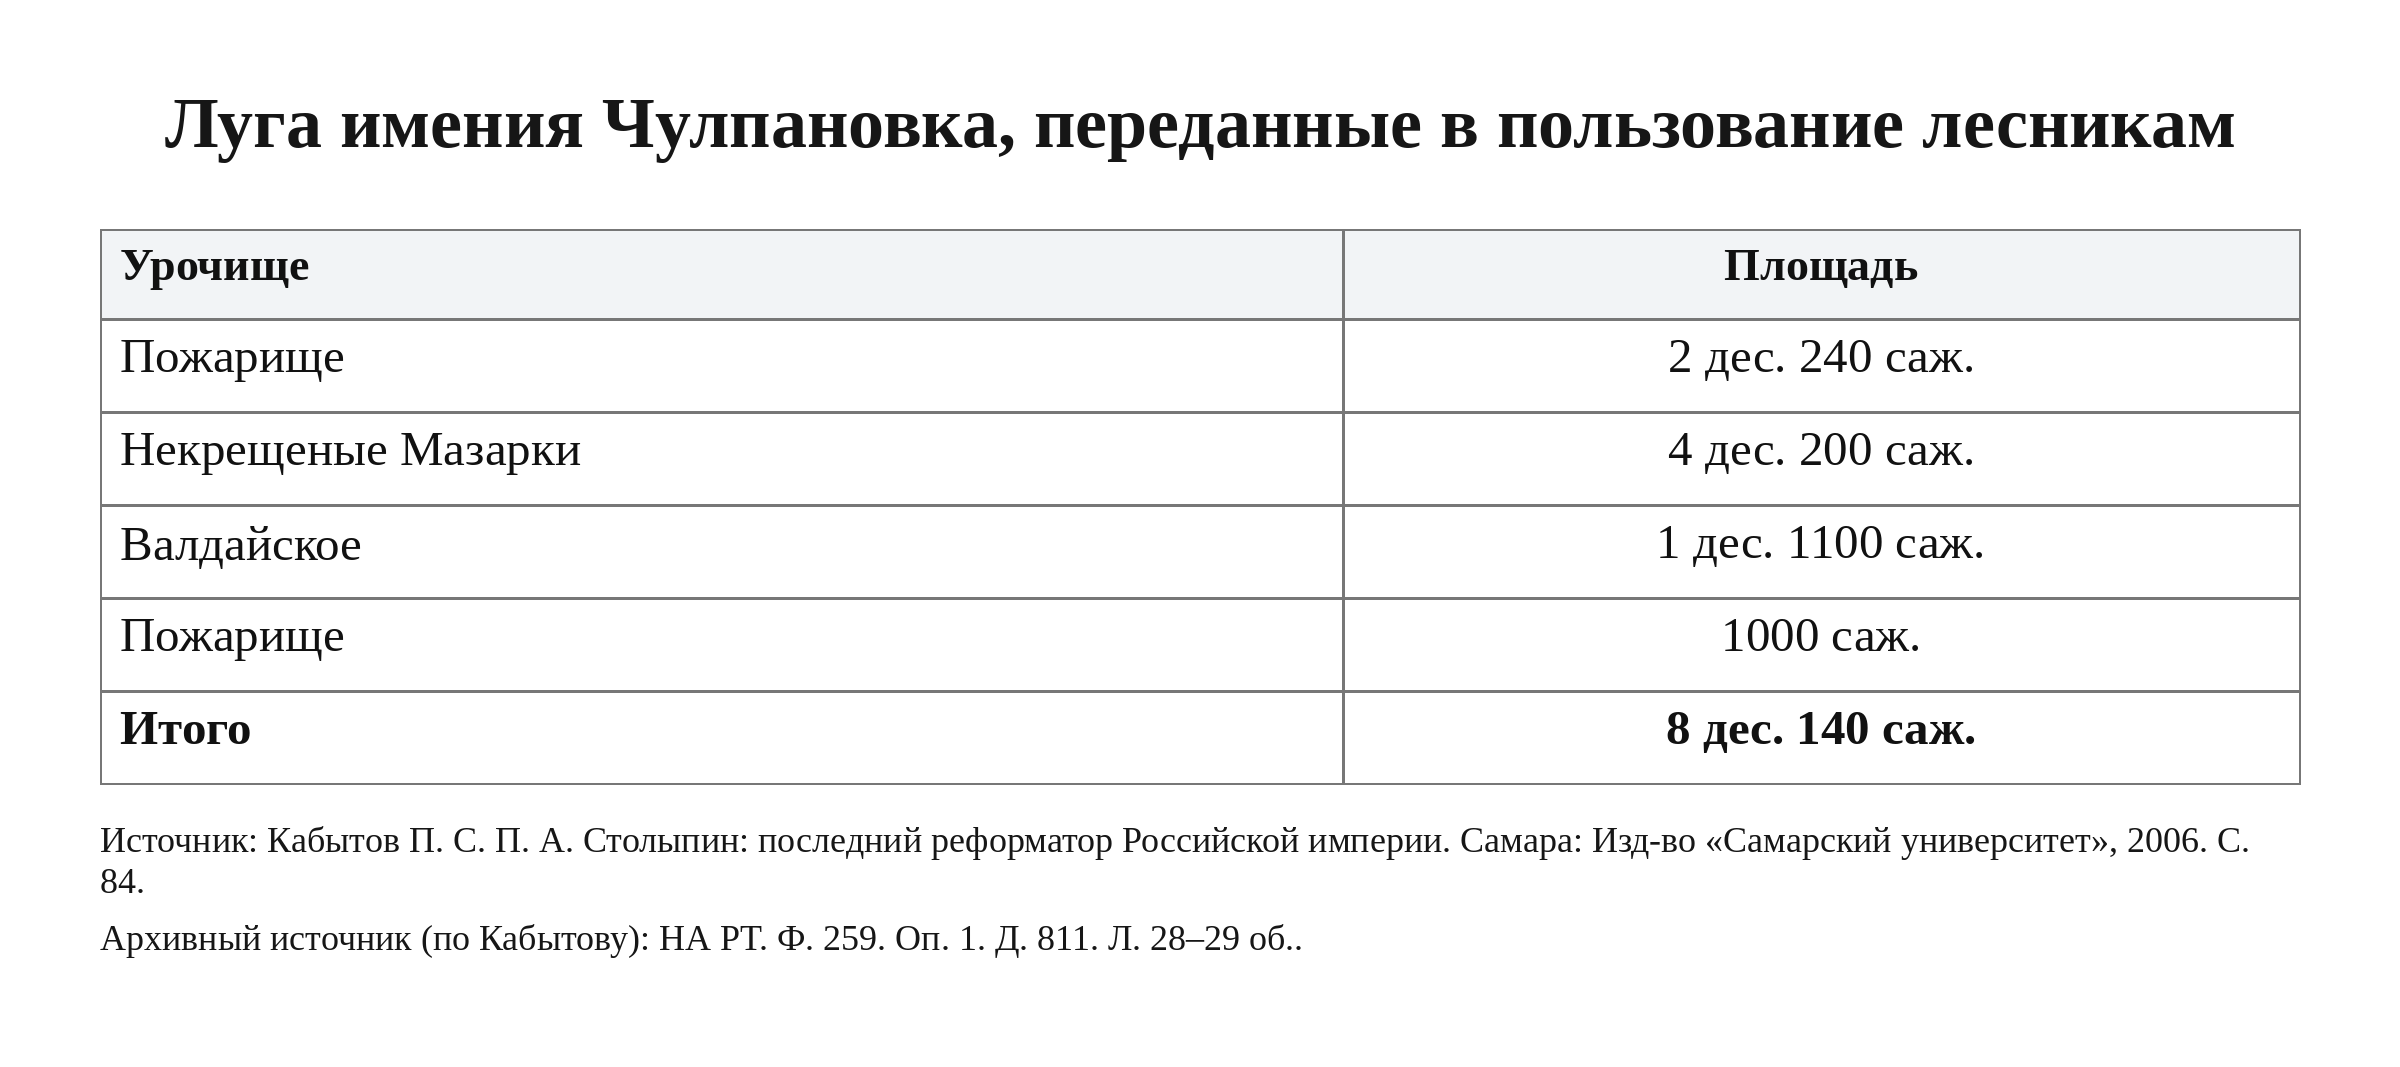 Луга имения Чулпановка, переданные в пользование лесникам
Урочище Площадь
Пожарище 2 дес. 240 саж.
Некрещеные Мазарки 4 дес. 200 саж.
Валдайское 1 дес. 1100 саж.
Пожарище 1000 саж.
Итого 8 дес. 140 саж.
Источник: Кабытов П. С. П. А. Столыпин: последний реформатор Российской империи. Самара: Изд-во «Самарский университет», 2006. С.
84.
Архивный источник (по Кабытову): НА РТ. Ф. 259. Оп. 1. Д. 811. Л. 28–29 об..